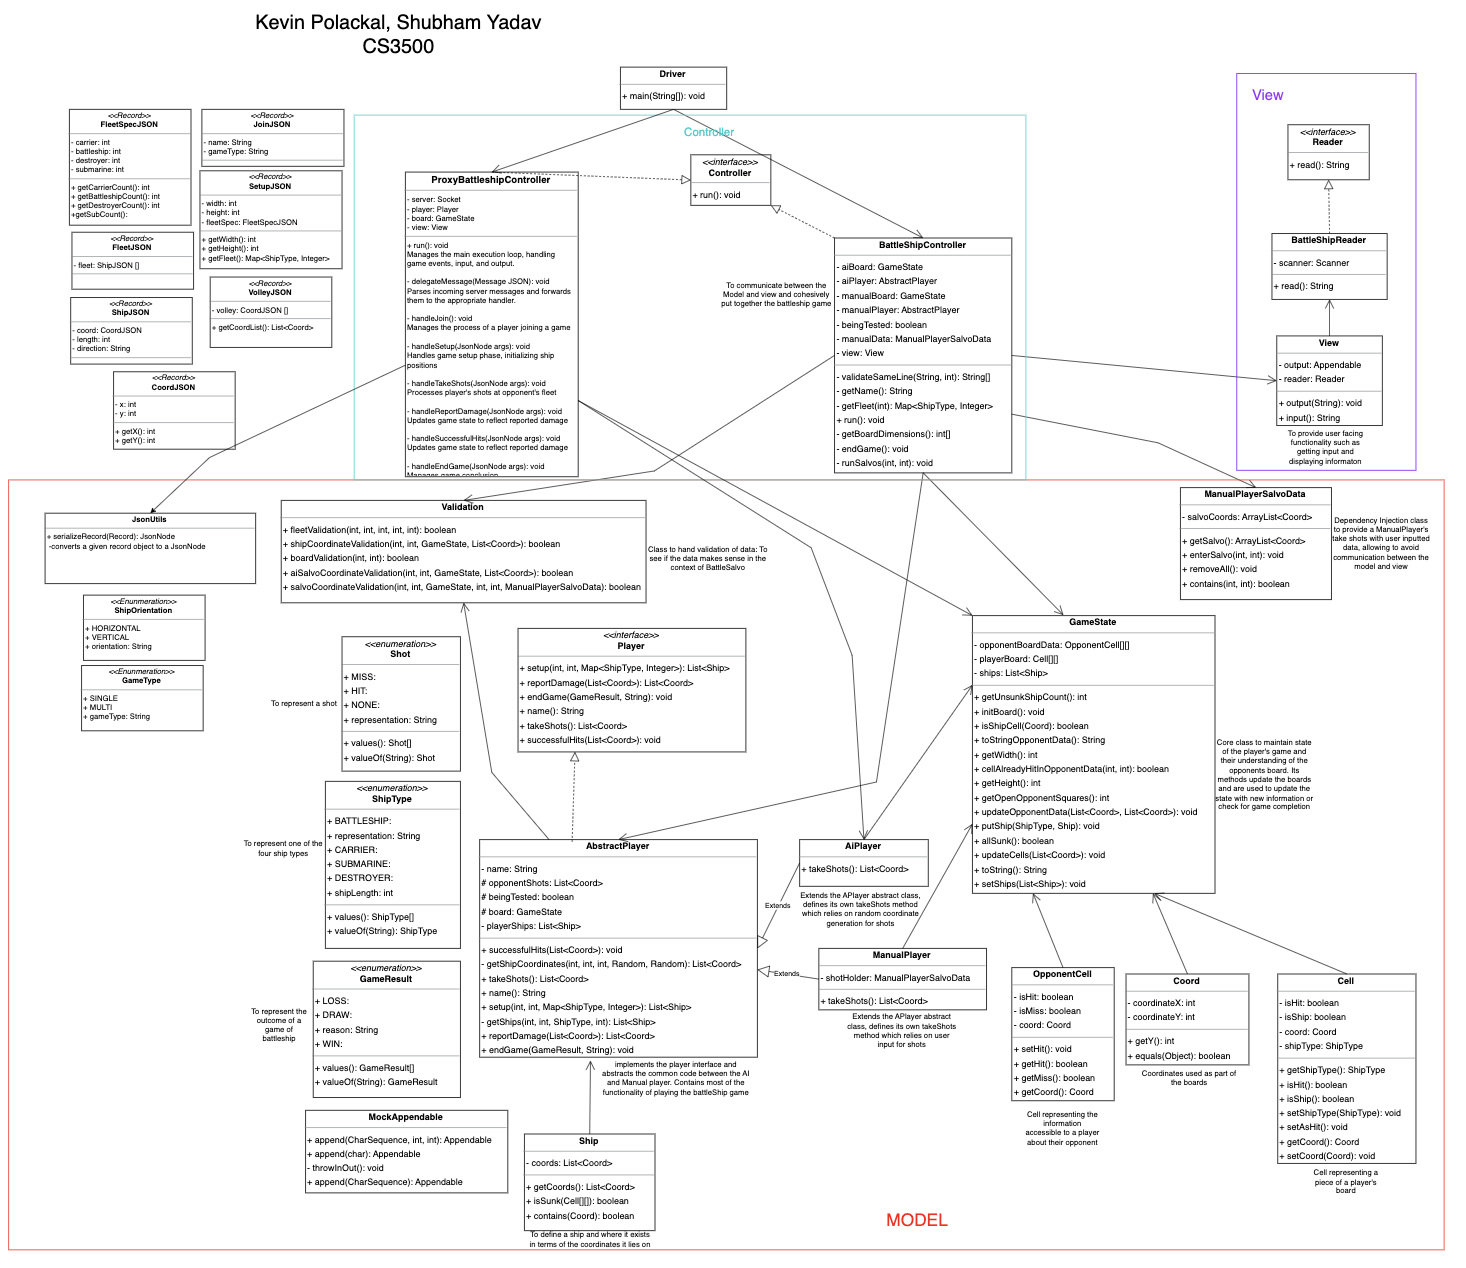 Kevin Polackal, Shubham Yadav
CS3500
Driver
+ main(String[]): void
<<Record>>
FleetSpecJSON
- carrier: int
- battleship: int
- destroyer: int
- submarine: int
+ getCarrierCount(): int
+ getBattleshipCount(): int
+ getDestroyerCount(): int
+getSubCount():
<<Record>>
JoinJSON
- name: String
- gameType: String
<<Record>>
SetupJSON
- width: int
- height: int
- fleetSpec: FleetSpecJSON
+ getWidth(): int
+ getHeight(): int
+ getFleet(): Map<ShipType, Integer>
<<Record>>
FleetJSON
- fleet: ShipJSON []
<<Record>>
VolleyJSON
- volley: CoordJSON []
+ getCoordList(): List<Coord>
<<Record>>
ShipJSON
- coord: CoordJSON
- length: int
- direction: String
<<Record>>
CoordJSON
- x: int
- y: int
+ getX(): int
+ getY(): int
Controller
ProxyBattleshipController
- server: Socket
- player: Player
- board: GameState
- view: View
+ run(): void
Manages the main execution loop, handling
game events, input, and output.
- delegateMessage(Message JSON): void
Parses incoming server messages and forwards
them to the appropriate handler.
- handleJoin(): void
Manages the process of a player joining a game
- handleSetup(JsonNode args): void
Handles game setup phase, initializing ship
positions
- handleTakeShots(JsonNode args): void
Processes player's shots at opponent's fleet
- handleReportDamage(JsonNode args): void
Updates game state to reflect reported damage
- handleSuccessfulHits(JsonNode args): void
Updates game state to reflect reported damage
- handleEndGame(JsonNode args): void
Manages game conclusion
<<interface>>
Controller
+ run(): void
To communicate between the
Model and view and cohesively
put together the battleship game
BattleShipController
- aiBoard: GameState
- aiPlayer: AbstractPlayer
- manualBoard: GameState
- manualPlayer: AbstractPlayer
- beingTested: boolean
- manualData: ManualPlayerSalvoData
- view: View
- validateSameLine(String, int): String[]
- getName(): String
- getFleet(int): Map<ShipType, Integer>
+ run(): void
- getBoardDimensions(): int[]
- endGame(): void
- runSalvos(int, int): void
View
<<interface>>
Reader
+ read(): String
BattleShipReader
- scanner: Scanner
+ read(): String
View
- output: Appendable
- reader: Reader
+ output(String): void
+ input(): String
To provide user facing
functionality such as
getting input and
displaying informaton
JsonUtils
+ serializeRecord(Record): JsonNode
-converts a given record object to a JsonNode
<<Enunmeration>>
ShipOrientation
+ HORIZONTAL
+ VERTICAL
+ orientation: String
<<Enunmeration>>
GameType
+ SINGLE
+ MULTI
+ gameType: String
Validation
+ fleetValidation(int, int, int, int, int): boolean
+ shipCoordinateValidation(int, int, GameState, List<Coord>): boolean
+ boardValidation(int, int): boolean
+ aiSalvoCoordinateValidation(int, int, GameState, List<Coord>): boolean
+ salvoCoordinateValidation(int, int, GameState, int, int, ManualPlayerSalvoData): boolean
Class to hand validation of data: To
see if the data makes sense in the
context of BattleSalvo
ManualPlayerSalvoData
- salvoCoords: ArrayList<Coord>
+ getSalvo(): ArrayList<Coord>
+ enterSalvo(int, int): void
+ removeAll(): void
+ contains(int, int): boolean
Dependency Injection class
to provide a ManualPlayer's
take shots with user inputted
data, allowing to avoid
communication between the
model and view
To represent a shot
<<enumeration>>
Shot
+ MISS:
+ HIT:
+ NONE:
+ representation: String
+ values(): Shot[]
+ valueOf(String): Shot
<<interface>>
Player
+ setup(int, int, Map<ShipType, Integer>): List<Ship>
+ reportDamage(List<Coord>): List<Coord>
+ endGame(GameResult, String): void
+ name(): String
+ takeShots(): List<Coord>
+ successfulHits(List<Coord>): void
GameState
- opponentBoardData: OpponentCell[][]
- playerBoard: Cell[][]
- ships: List<Ship>
+ getUnsunkShipCount(): int
+ initBoard(): void
+ isShipCell(Coord): boolean
+ toStringOpponentData(): String
+ getWidth(): int
+ cellAlreadyHitInOpponentData(int, int): boolean
+ getHeight(): int
+ getOpenOpponentSquares(): int
+ updateOpponentData(List<Coord>, List<Coord>): void
+ putShip(ShipType, Ship): void
+ allSunk(): boolean
+ updateCells(List<Coord>): void
+ toString(): String
+ setShips(List<Ship>): void
Core class to maintain state
of the player's game and
their understanding of the
opponents board. Its
methods update the boards
and are used to update the
state with new information or
check for game completion
To represent one of the
four ship types
<<enumeration>>
ShipType
+ BATTLESHIP:
+ representation: String
+ CARRIER:
+ SUBMARINE:
+ DESTROYER:
+ shipLength: int
+ values(): ShipType[]
+ valueOf(String): ShipType
AbstractPlayer
- name: String
# opponentShots: List<Coord>
# beingTested: boolean
# board: GameState
- playerShips: List<Ship>
+ successfulHits(List<Coord>): void
- getShipCoordinates(int, int, int, Random, Random): List<Coord>
+ takeShots(): List<Coord>
+ name(): String
+ setup(int, int, Map<ShipType, Integer>): List<Ship>
- getShips(int, int, ShipType, int): List<Ship>
+ reportDamage(List<Coord>): List<Coord>
+ endGame(GameResult, String): void
implements the player interface and
abstracts the common code between the AI
and Manual player. Contains most of the
functionality of playing the battleShip game
AiPlayer
+ takeShots(): List<Coord>
Extends the APlayer abstract class,
defines its own takeShots method
which relies on random coordinate
generation for shots
Extends
ManualPlayer
- shotHolder: ManualPlayerSalvoData
+ takeShots(): List<Coord>
Extends
Extends the APlayer abstract
class, defines its own takeShots
method which relies on user
input for shots
To represent the
outcome of a
game of
battleship
<<enumeration>>
GameResult
+ LOSS:
+ DRAW:
+ reason: String
+ WIN:
+ values(): GameResult[]
+ valueOf(String): GameResult
MockAppendable
+ append(CharSequence, int, int): Appendable
+ append(char): Appendable
- throwInOut(): void
+ append(CharSequence): Appendable
Ship
- coords: List<Coord>
+ getCoords(): List<Coord>
+ isSunk(Cell[][]): boolean
+ contains(Coord): boolean
To define a ship and where it exists
in terms of the coordinates it lies on
OpponentCell
- isHit: boolean
- isMiss: boolean
- coord: Coord
+ setHit(): void
+ getHit(): boolean
+ getMiss(): boolean
+ getCoord(): Coord
Cell representing the
information
accessible to a player
about their opponent
Coord
- coordinateX: int
- coordinateY: int
+ getY(): int
+ equals(Object): boolean
Coordinates used as part of
the boards
Cell
- isHit: boolean
- isShip: boolean
- coord: Coord
- shipType: ShipType
+ getShipType(): ShipType
+ isHit(): boolean
+ isShip(): boolean
+ setShipType(ShipType): void
+ setAsHit(): void
+ getCoord(): Coord
+ setCoord(Coord): void
Cell representing a
piece of a player's
board
MODEL